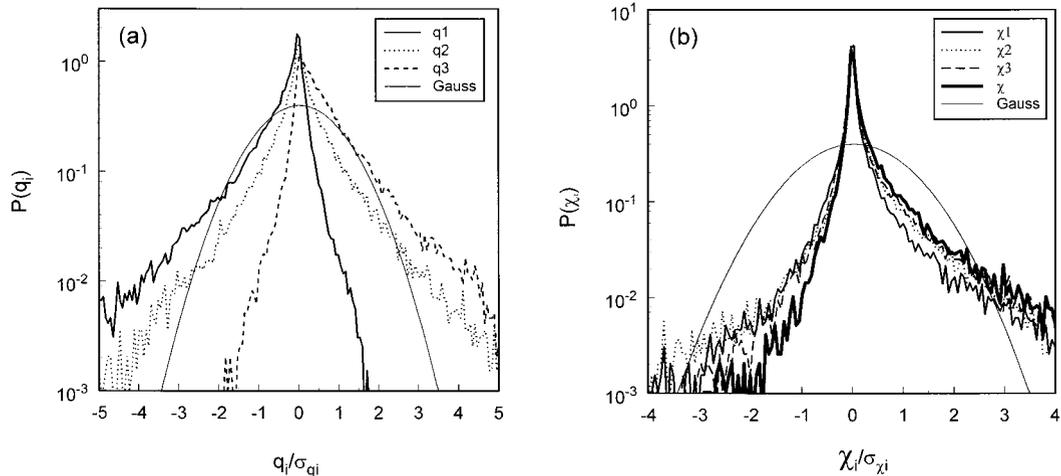 (a)
q1
q2
q3
Gauss
10^0
10^-1
10^-2
10^-3
P(q_i)
-5 -4 -3 -2 -1 0 1 2 3 4 5
q_i/σ_qi
(b)
χ1
χ2
χ3
χ
Gauss
10^1
10^0
10^-1
10^-2
10^-3
P(χ_i)
-4 -3 -2 -1 0 1 2 3 4
χ_i/σ_χi